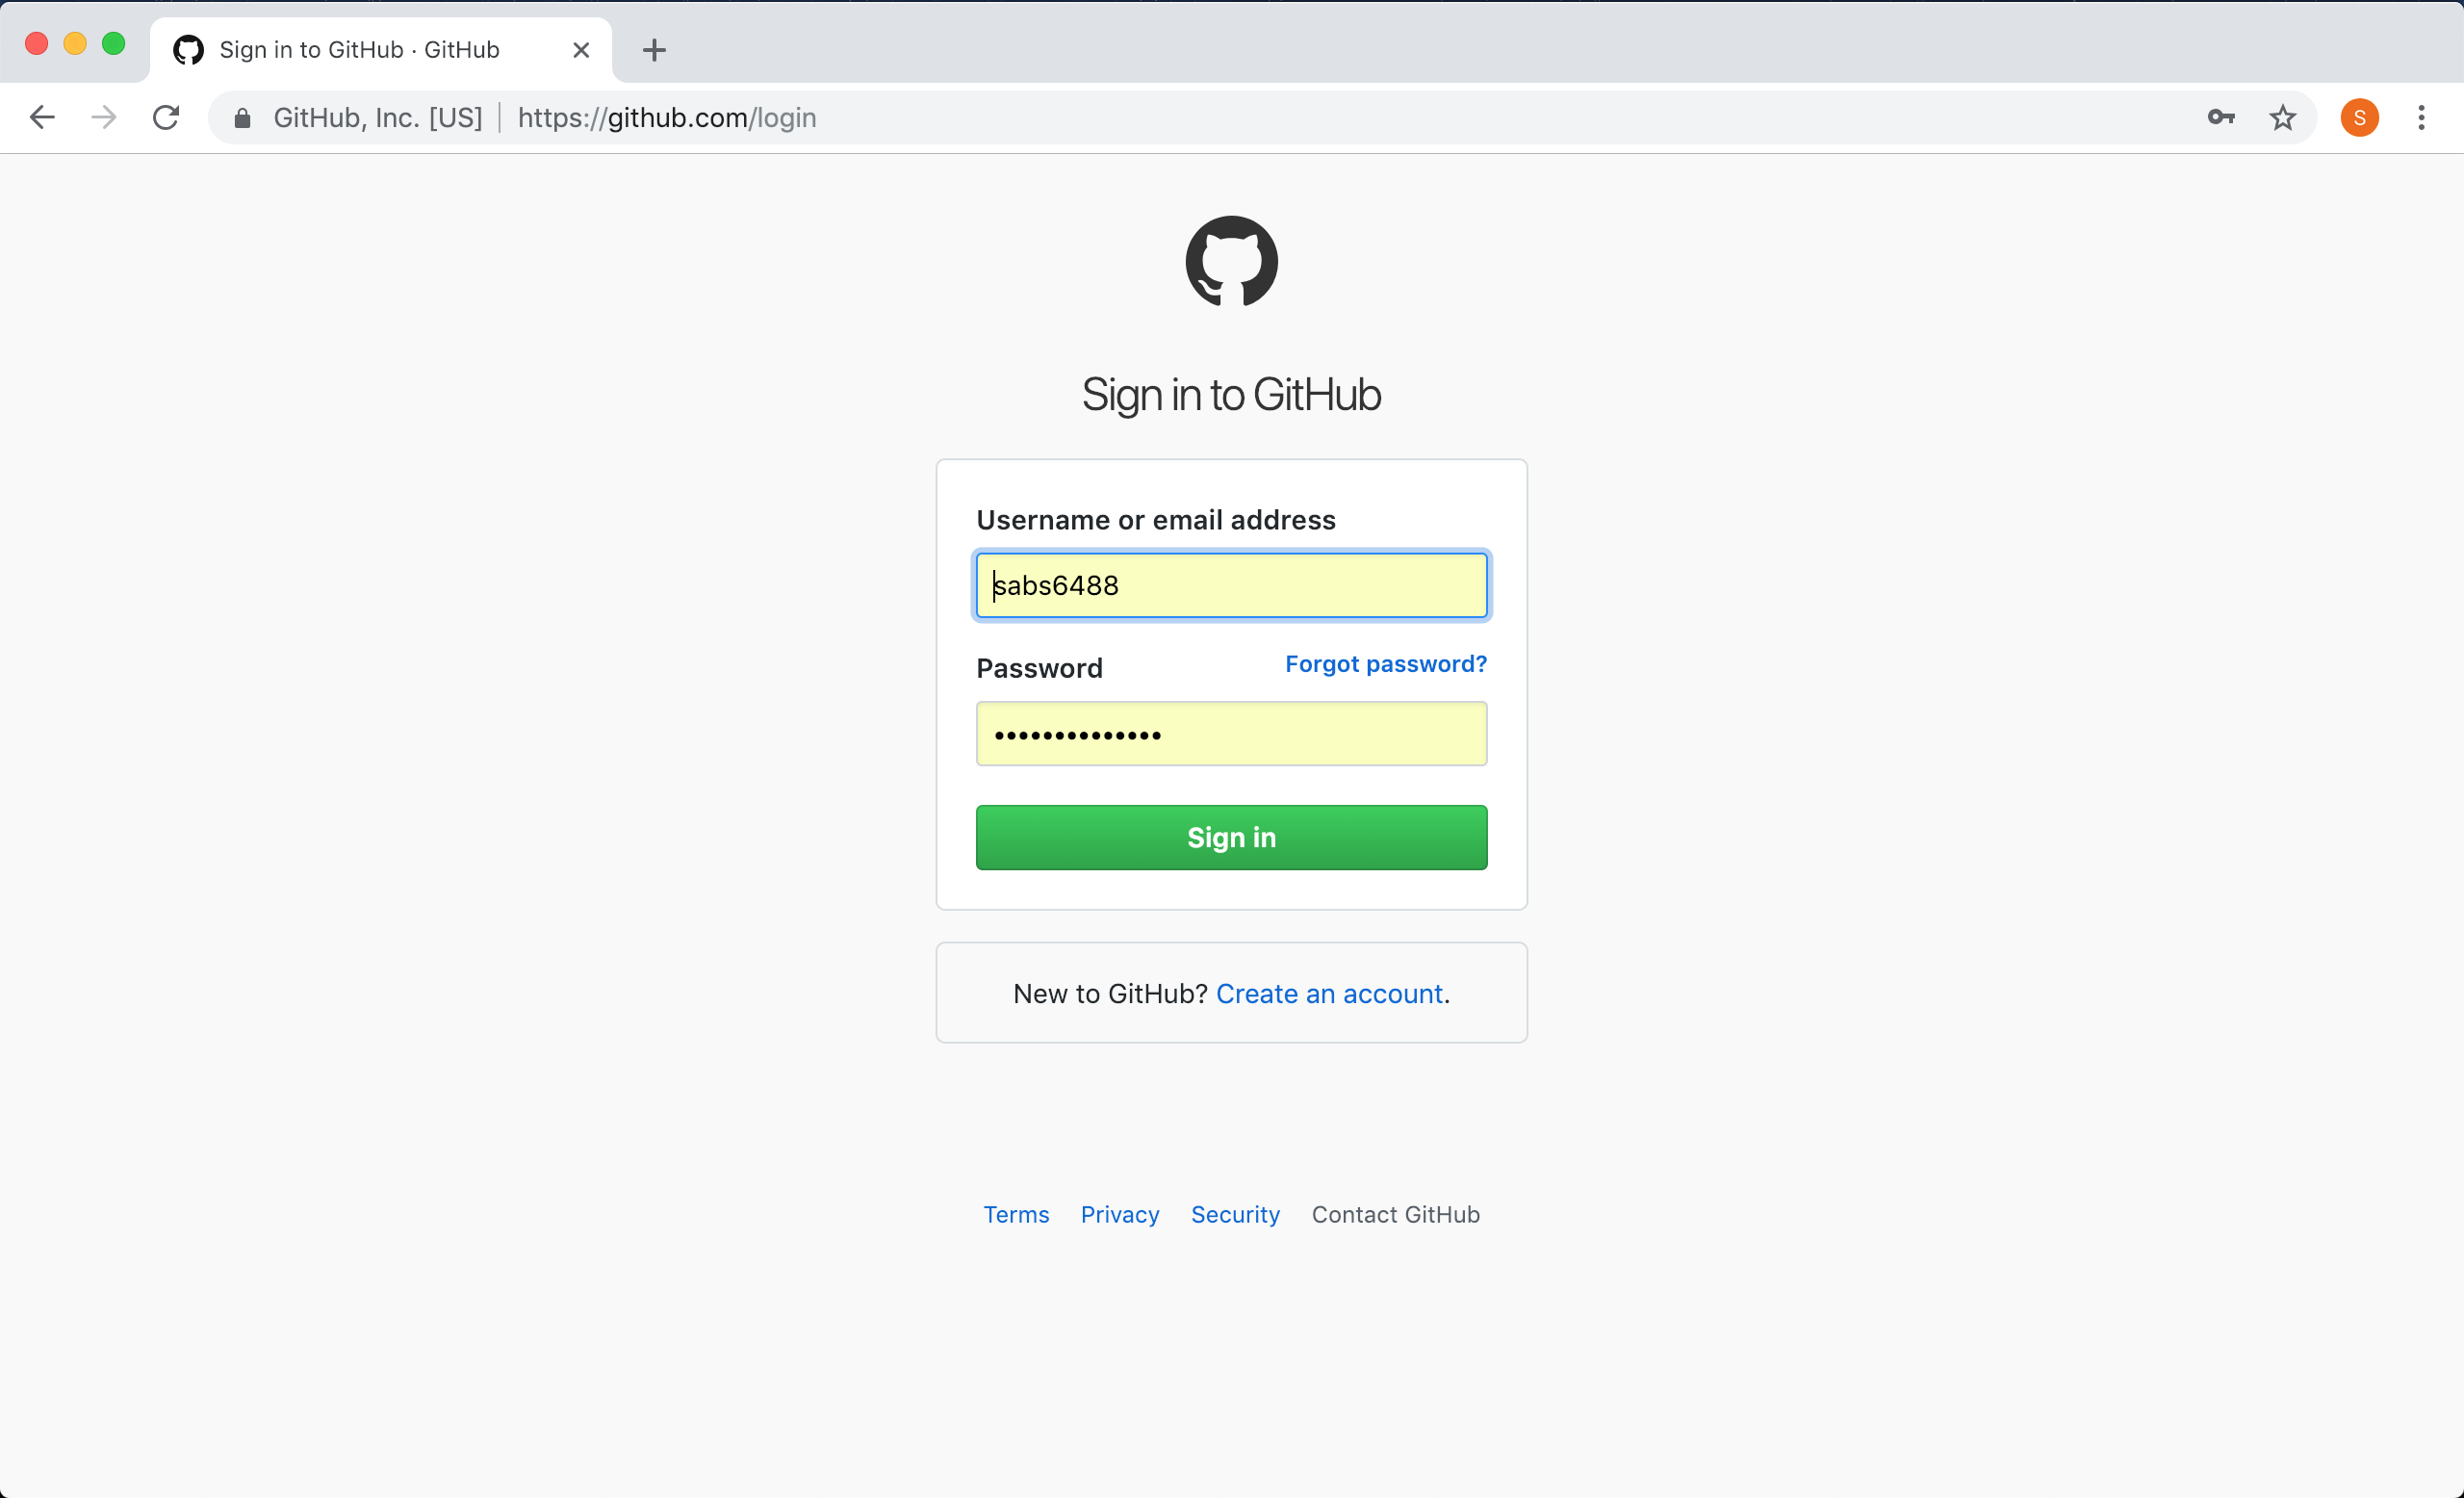 Sign in to GitHub · GitHub
GitHub, Inc. [US] | https://github.com/login
S
Sign in to GitHub
Username or email address
sabs6488
Password
Forgot password?
••••••••••••••
Sign in
New to GitHub? Create an account.
Terms Privacy Security Contact GitHub